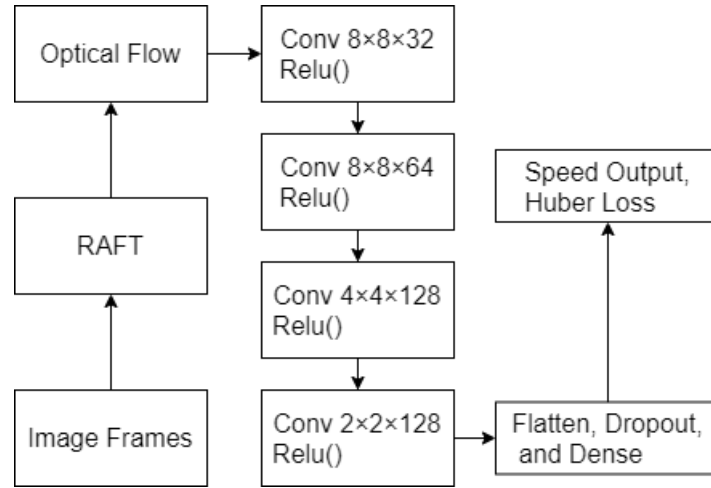 Optical Flow
RAFT
Image Frames
Conv 8×8×32
Relu()
Conv 8×8×64
Relu()
Conv 4×4×128
Relu()
Conv 2×2×128
Relu()
Speed Output,
Huber Loss
Flatten, Dropout,
and Dense